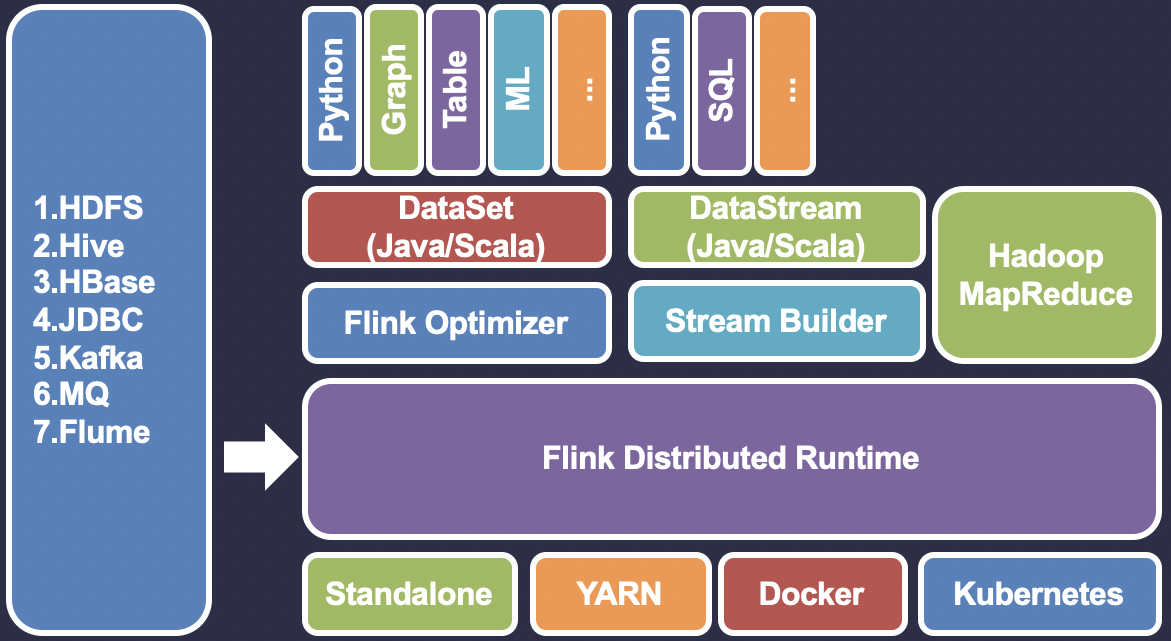 1.HDFS
2.Hive
3.HBase
4.JDBC
5.Kafka
6.MQ
7.Flume
Python
Graph
Table
ML
...
Python
SQL
...
DataSet
(Java/Scala)
DataStream
(Java/Scala)
Hadoop
MapReduce
Flink Optimizer
Stream Builder
Flink Distributed Runtime
Standalone
YARN
Docker
Kubernetes